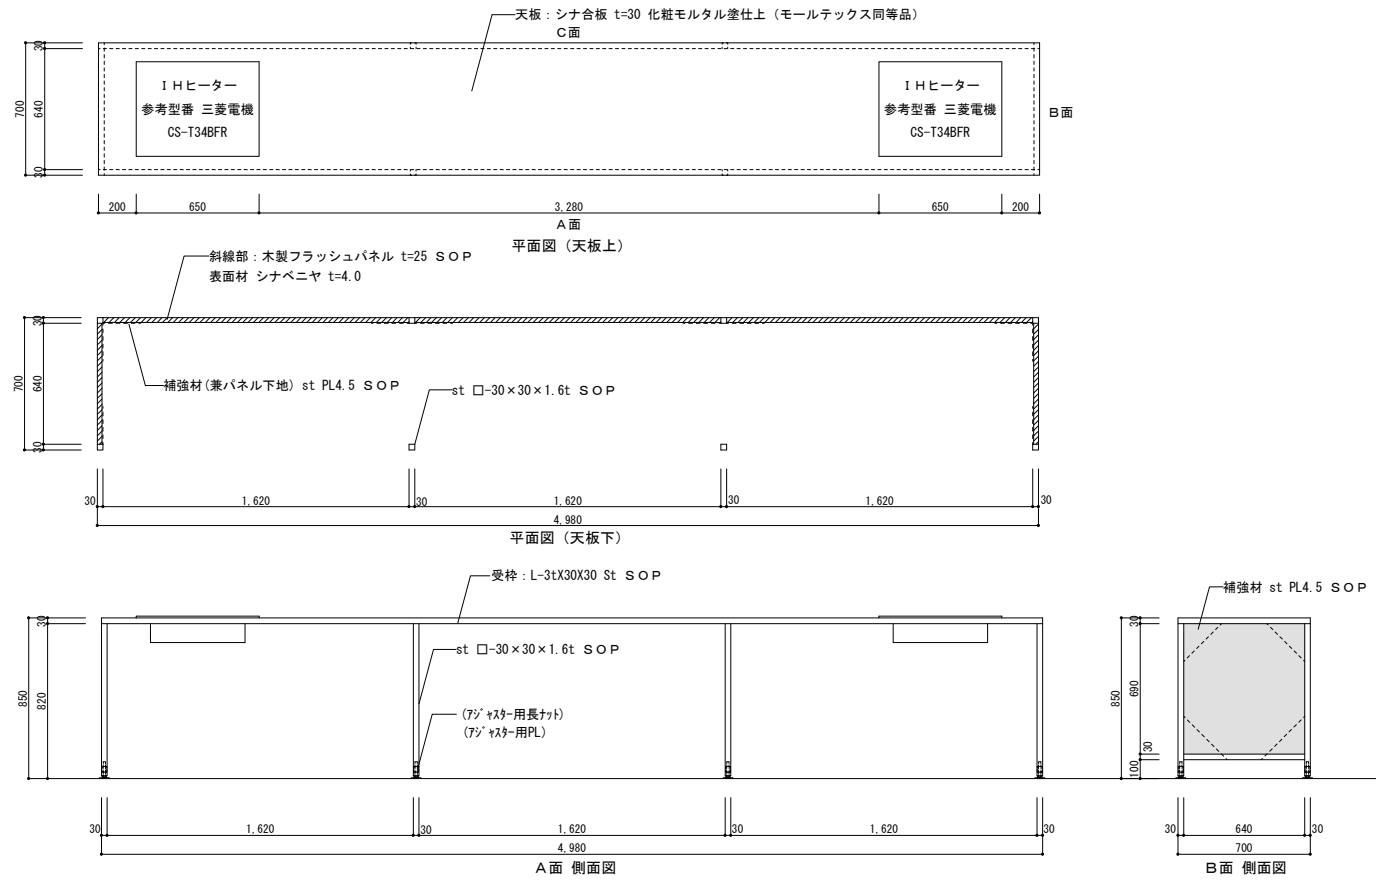 天板：シナ合板 t=30 化粧モルタル塗仕上（モールテックス同等品）
C面
30
700
640
30
ＩＨヒーター
参考型番 三菱電機
CS-T34BFR
ＩＨヒーター
参考型番 三菱電機
CS-T34BFR
B面
200
650
3,280
650
200
A面
平面図（天板上）
斜線部：木製フラッシュパネル t=25 ＳＯＰ
表面材 シナベニヤ t=4.0
30
700
640
30
補強材(兼パネル下地) st PL4.5 ＳＯＰ
st □-30×30×1.6t ＳＯＰ
30
1,620
30
1,620
30
1,620
30
4,980
平面図（天板下）
受枠：L-3tX30X30 St ＳＯＰ
補強材 st PL4.5 ＳＯＰ
30
850
820
st □-30×30×1.6t ＳＯＰ
(ｱｼﾞｬｽﾀｰ用長ﾅｯﾄ)
(ｱｼﾞｬｽﾀｰ用PL)
30
850
690
30
100
30
1,620
30
1,620
30
1,620
30
4,980
A面 側面図
30
640
30
700
B面 側面図